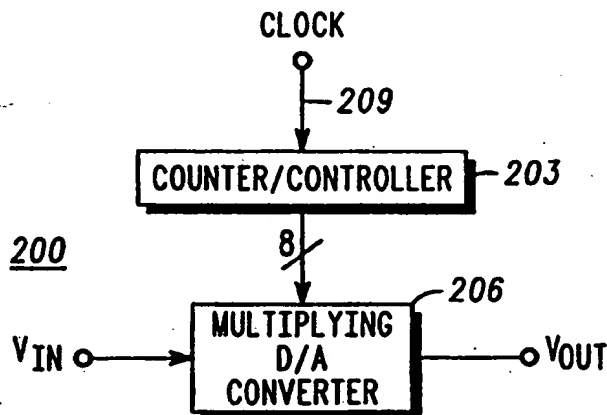 CLOCK
209
COUNTER/CONTROLLER
203
8
200
206
VIN
MULTIPLYING
D/A
CONVERTER
VOUT